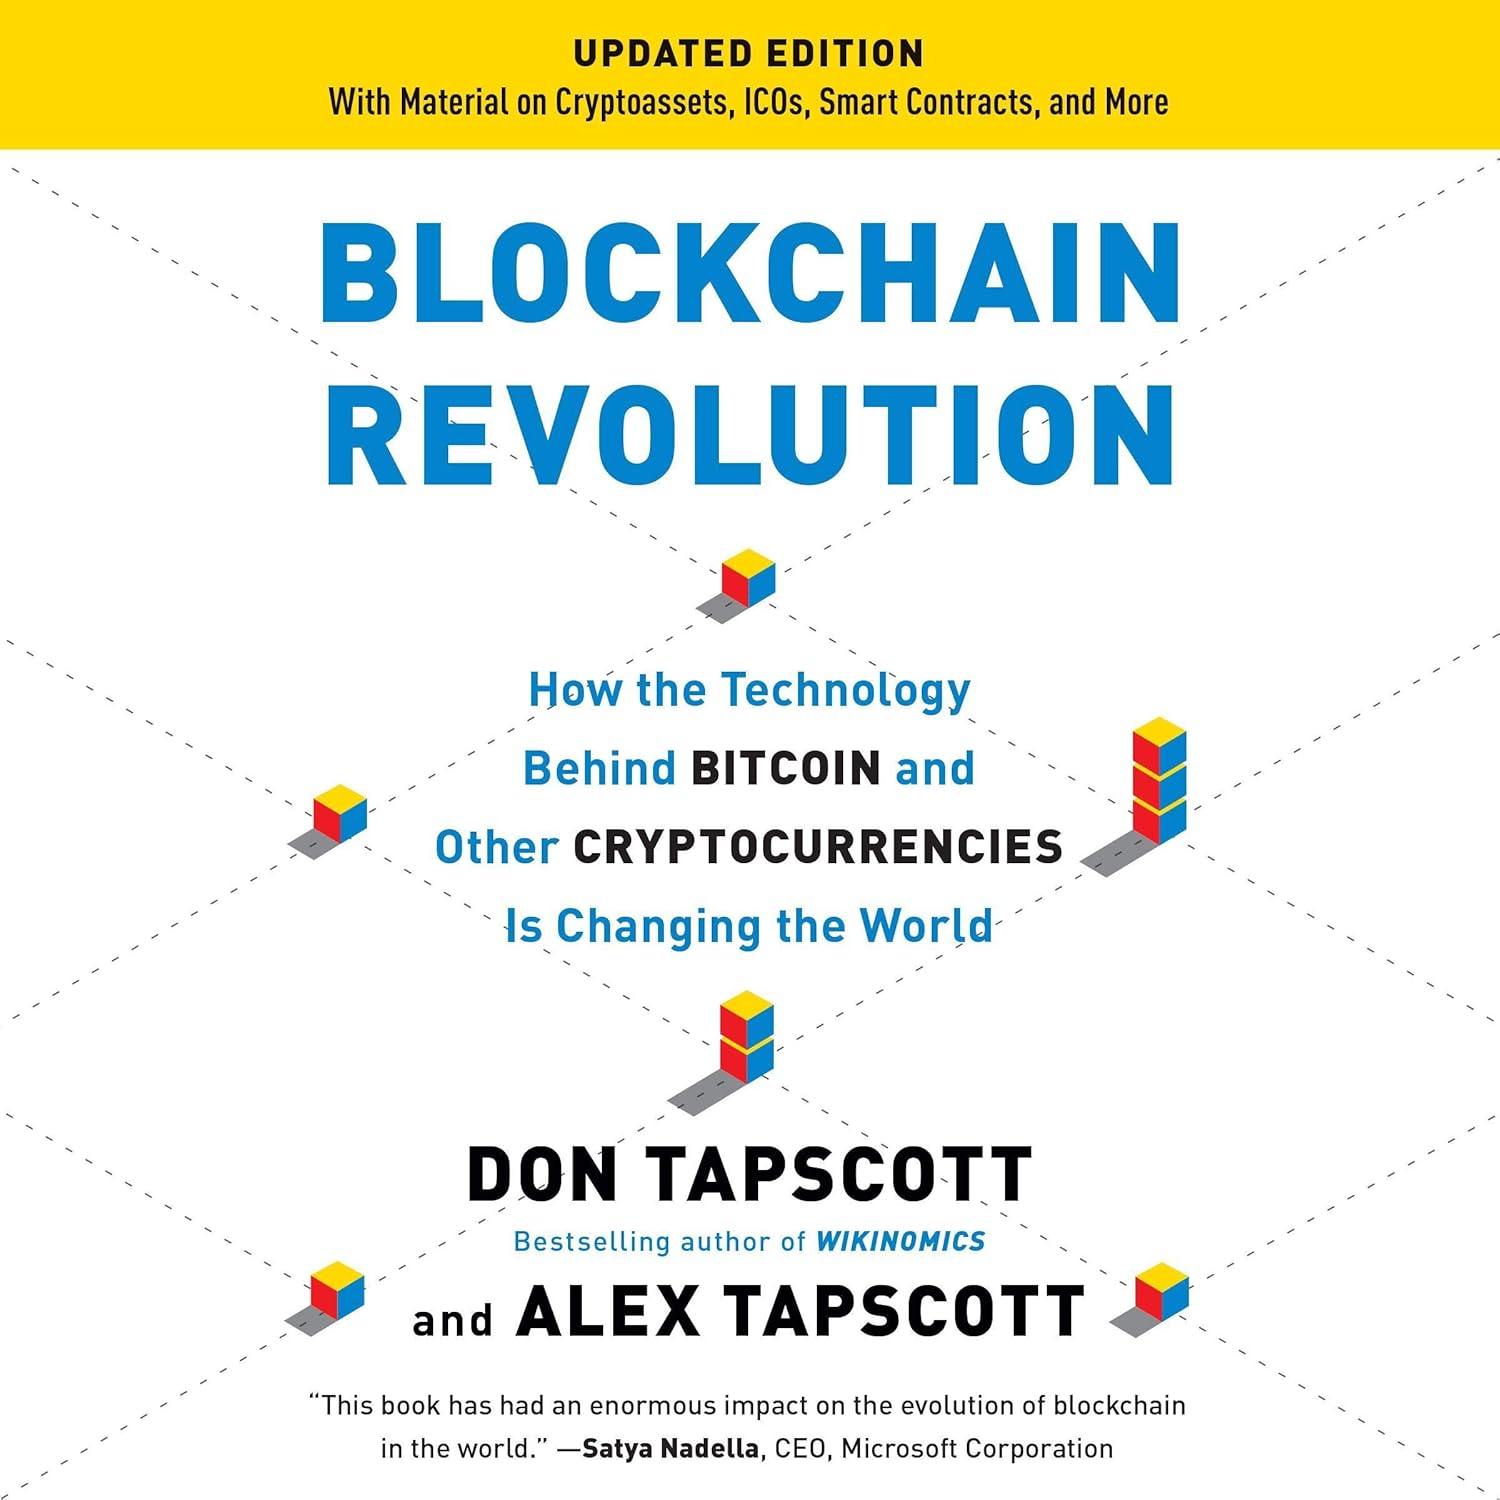 UPDATED EDITION
With Material on Cryptoassets, ICOs, Smart Contracts, and More
BLOCKCHAIN
REVOLUTION
How the Technology
Behind BITCOIN and
Other CRYPTOCURRENCIES
Is Changing the World
DON TAPSCOTT
Bestselling author of WIKINOMICS
and ALEX TAPSCOTT
“This book has had an enormous impact on the evolution of blockchain
in the world.” —Satya Nadella, CEO, Microsoft Corporation